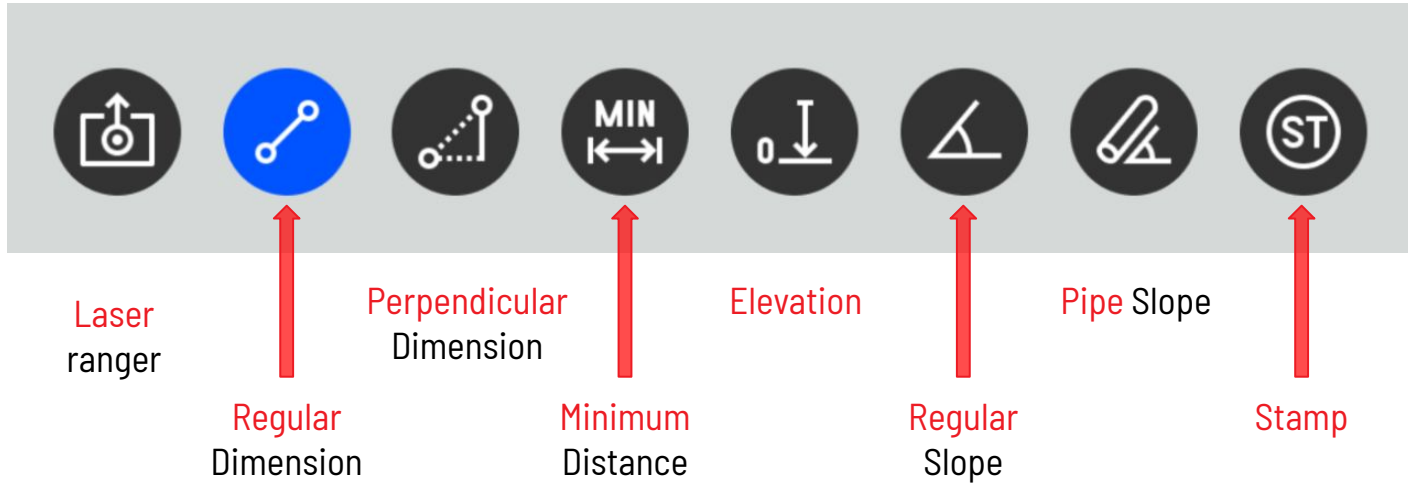 MIN
0
ST
Laser
ranger
Regular
Dimension
Perpendicular
Dimension
Minimum
Distance
Elevation
Regular
Slope
Pipe Slope
Stamp